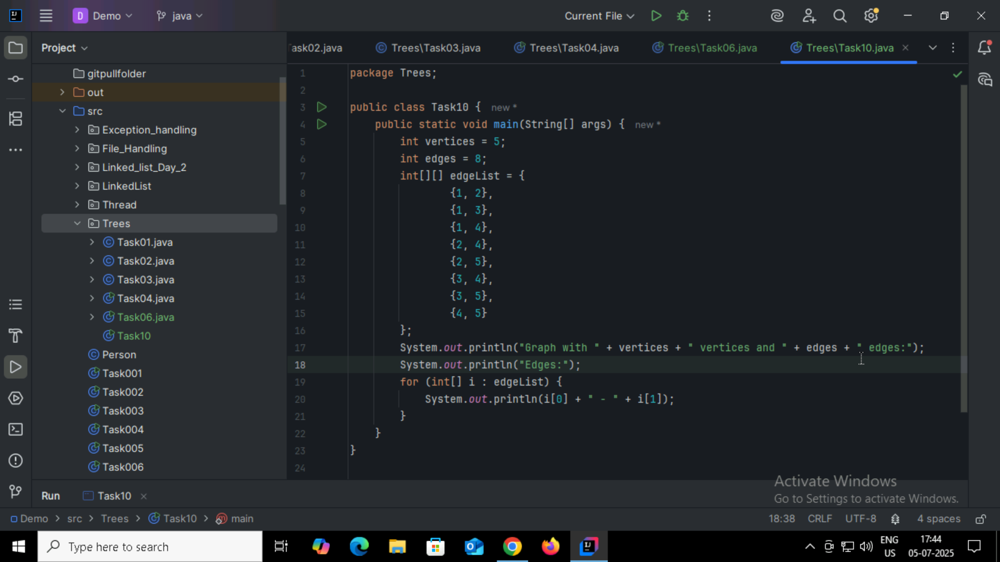 D Demo java Current File
Project
ask02.java Trees\Task03.java Trees\Task04.java Trees\Task06.java Trees\Task10.java
gitpullfolder
out
src
Exception_handling
File_Handling
Linked_list_Day_2
LinkedList
Thread
Trees
Task01.java
Task02.java
Task03.java
Task04.java
Task06.java
Task10
Person
Task001
Task002
Task003
Task004
Task005
Task006
1 package Trees;
2
3 public class Task10 { new *
4 public static void main(String[] args) { new *
5 int vertices = 5;
6 int edges = 8;
7 int[][] edgeList = {
8 {1, 2},
9 {1, 3},
10 {1, 4},
11 {2, 4},
12 {2, 5},
13 {3, 4},
14 {3, 5},
15 {4, 5}
16 };
17 System.out.println("Graph with " + vertices + " vertices and " + edges + " edges:");
18 System.out.println("Edges:");
19 for (int[] i : edgeList) {
20 System.out.println(i[0] + " - " + i[1]);
21 }
22 }
23 }
24
Activate Windows
Go to Settings to activate Windows.
Run Task10
Demo > src > Trees > Task10 > main 18:38 CRLF UTF-8 4 spaces
Type here to search
ENG
US
17:44
05-07-2025